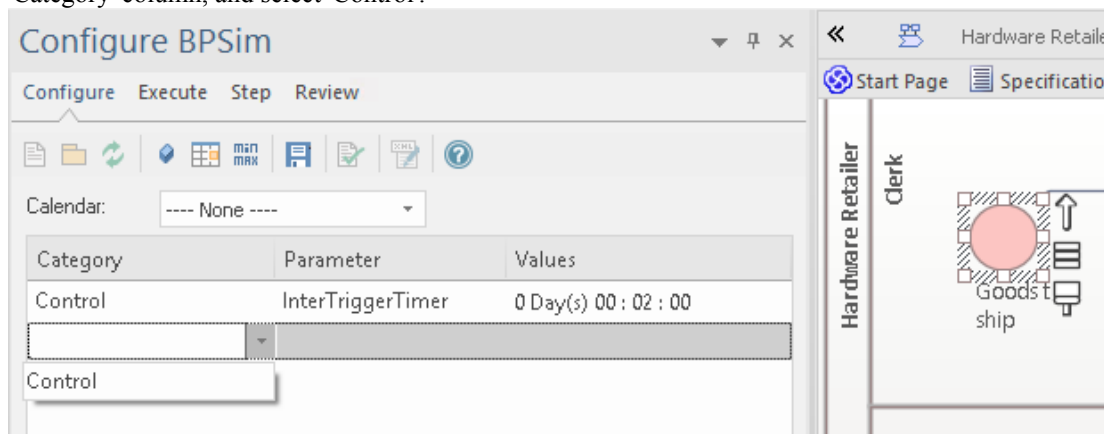 'Category' column, and select 'Control'.
Configure BPSim
Configure Execute Step Review
Calendar: ---- None ----
Category Parameter Values
Control InterTriggerTimer 0 Day(s) 00 : 02 : 00
Control
Hardware Retaile
Start Page Specificatio
Hardware Retailer
Clerk
Goods t
ship